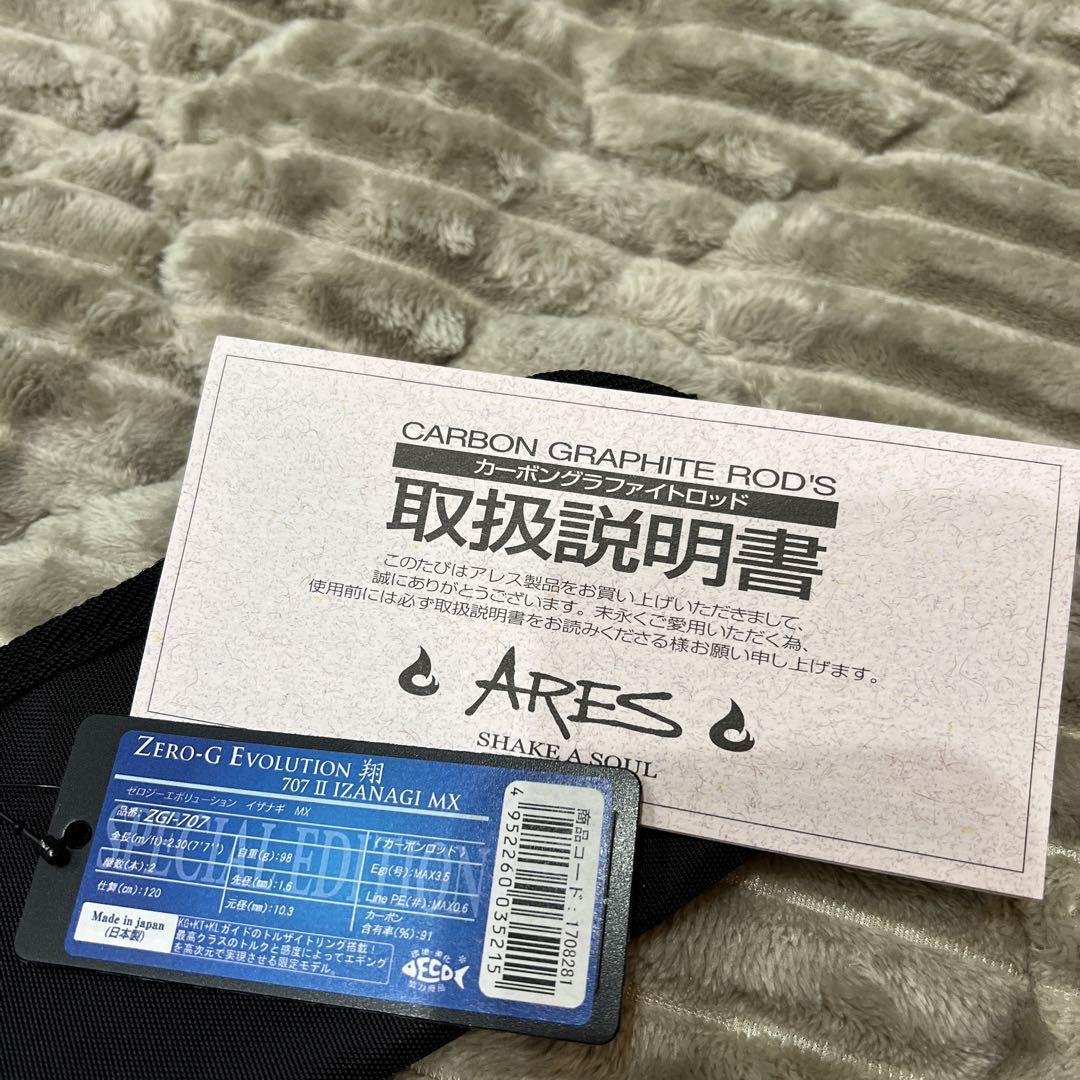 CARBON GRAPHITE ROD'S
カーボングラファイトロッド
取扱説明書
このたびはアレス製品をお買い上げいただきまして、
誠にありがとうございます。末永くご愛用いただく為、
使用前には必ず取扱説明書をお読みくださる様お願い申し上げます。
ARES
SHAKE A SOUL
ZERO-G EVOLUTION 翔
707 II IZANAGI MX
ゼロジーエボリューション イザナギ MX
品番: ZGI-707
SPECIAL EDITION
全長(m/ft):2.30(7'7'') 自重(g):98 《カーボンロッド》
継数(本):2 先径(㎜):1.6 Egi(号):MAX3.5
仕舞(㎝):120 元径(㎜):10.3 Line PE(#):MAX0.6
カーボン
含有率(%):91
Made in japan
(日本製)
KG+KT+KLガイドのトルザイトリング搭載!
最高クラスのトルクと感度によってエギング
を高次元で実現させる限定モデル。
環境・美化
ECO
協力商品
商品コード:1708281
4952260035215